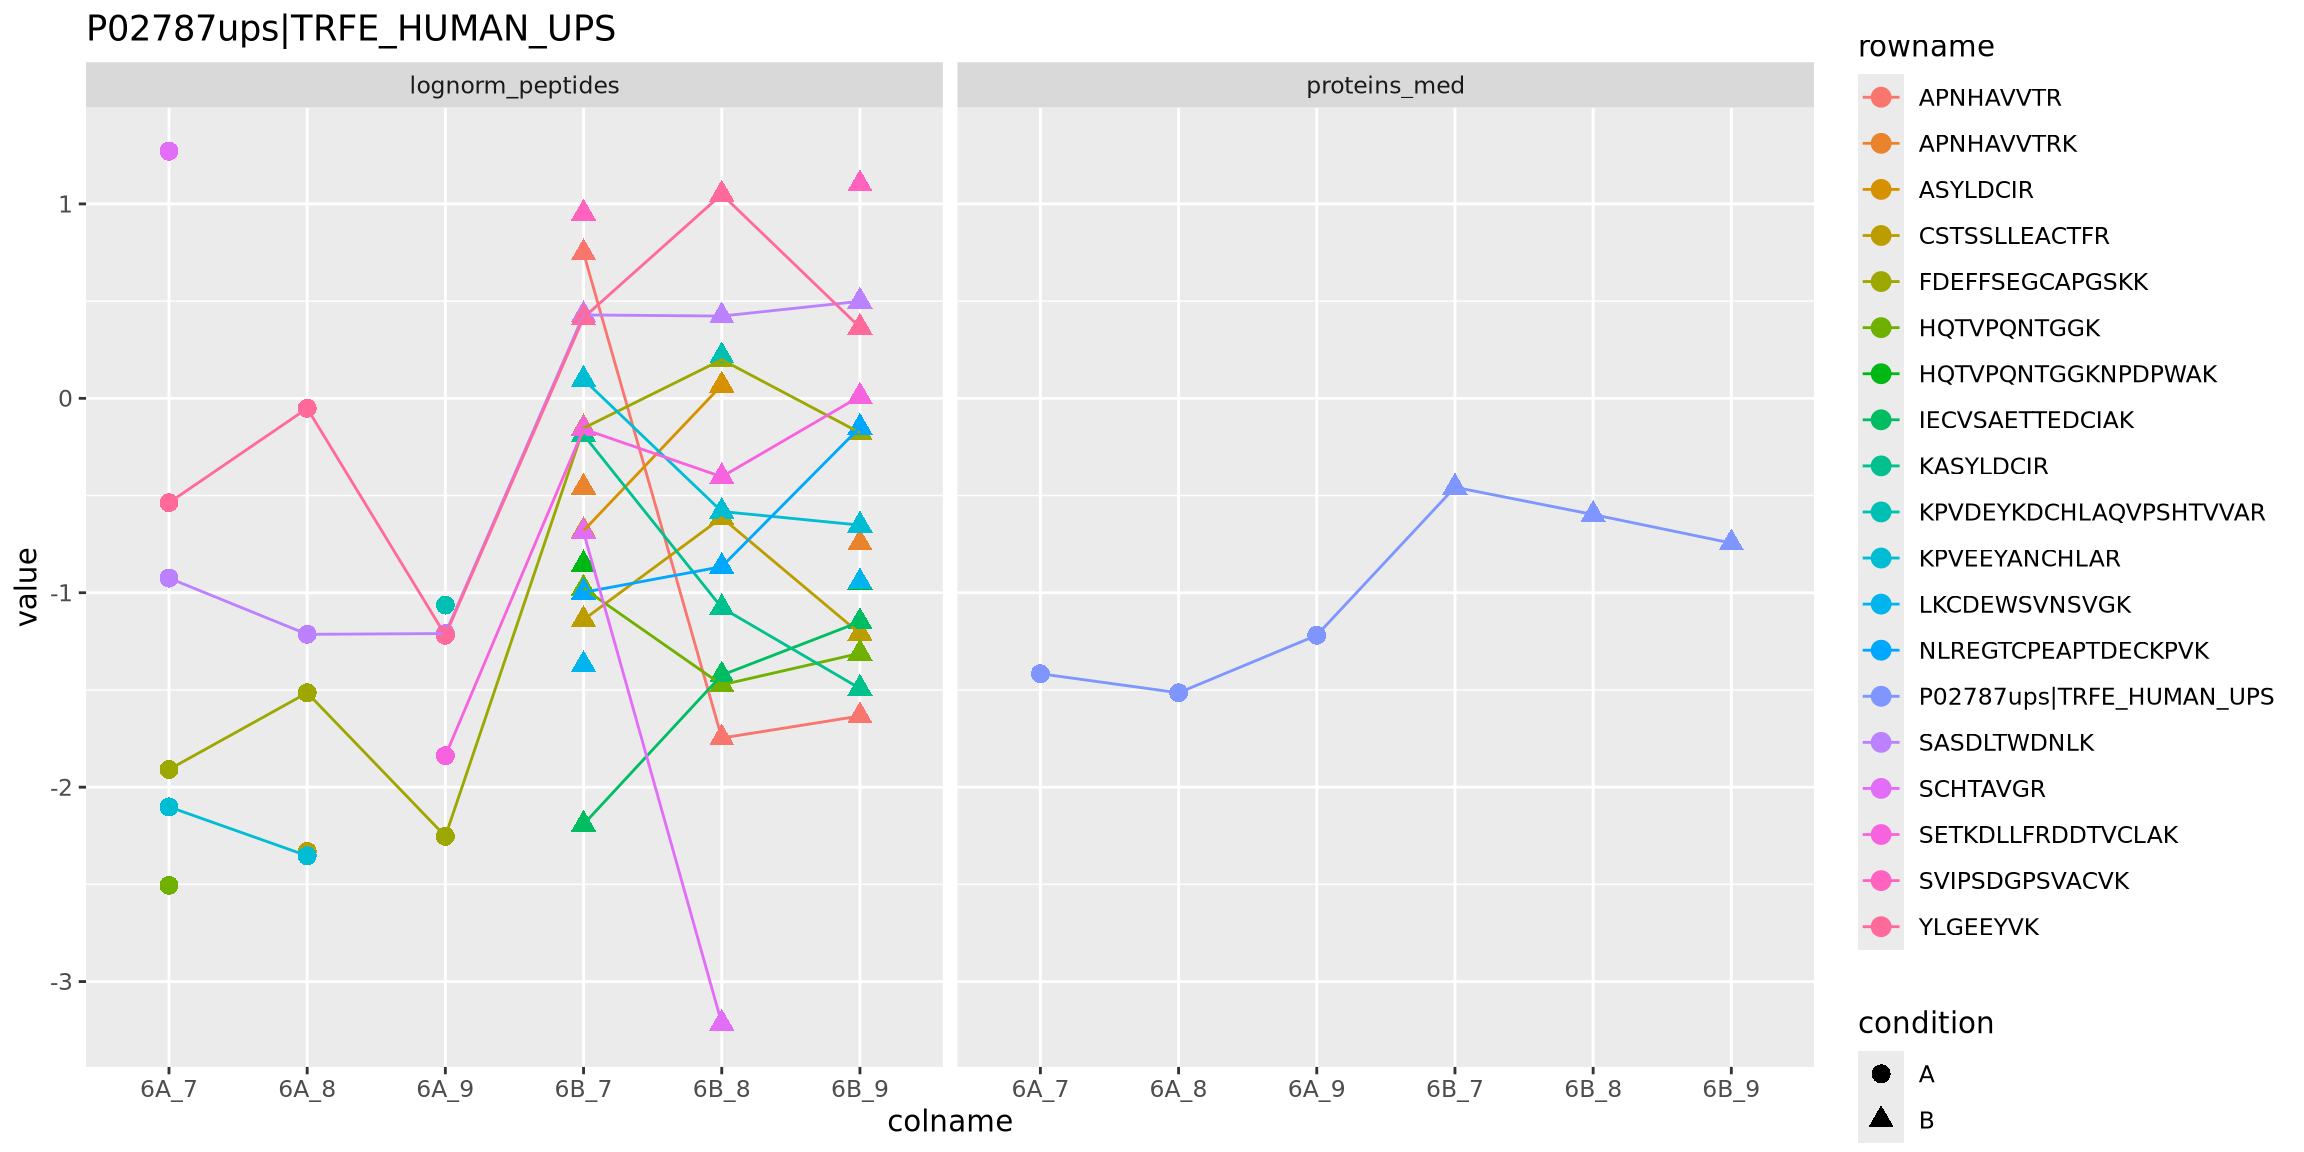 P02787ups|TRFE_HUMAN_UPS
lognorm_peptides
proteins_med
value
1
0
-1
-2
-3
6A_7
6A_8
6A_9
6B_7
6B_8
6B_9
6A_7
6A_8
6A_9
6B_7
6B_8
6B_9
colname
rowname
APNHAVVTR
APNHAVVTRK
ASYLDCIR
CSTSSLLEACTFR
FDEFFSEGCAPGSKK
HQTVPQNTGGK
HQTVPQNTGGKNPDPWAK
IECVSAETTEDCIAK
KASYLDCIR
KPVDEYKDCHLAQVPSHTVVAR
KPVEEYANCHLAR
LKCDEWSVNSVGK
NLREGTCPEAPTDECKPVK
P02787ups|TRFE_HUMAN_UPS
SASDLTWDNLK
SCHTAVGR
SETKDLLFRDDTVCLAK
SVIPSDGPSVACVK
YLGEEYVK
condition
A
B